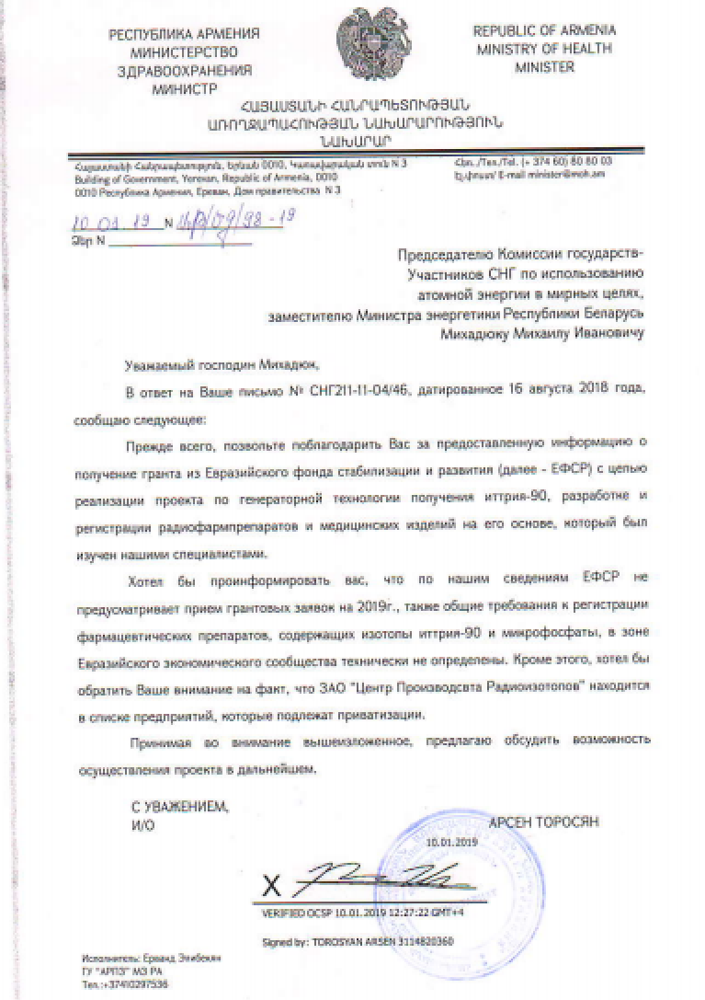 РЕСПУБЛИКА АРМЕНИЯ
МИНИСТЕРСТВО
ЗДРАВООХРАНЕНИЯ
МИНИСТР
REPUBLIC OF ARMENIA
MINISTRY OF HEALTH
MINISTER
ՀԱՅԱՍՏԱՆԻ ՀԱՆՐԱՊԵՏՈՒԹՅԱՆ
ԱՌՈՂՋԱՊԱՀՈՒԹՅԱՆ ՆԱԽԱՐԱՐՈՒԹՅՈՒՆ
ՆԱԽԱՐԱՐ
Հայաստանի Հանրապետություն, Երևան 0010, Կառավարական տուն N 3
Building of Government, Yerevan, Republic of Armenia, 0010
0010 Республика Армения, Ереван, Дом правительства N 3
Հեռ./Тел./Tel. (+ 374 60) 80 80 03
Էլ.փոստ/ E-mail minister@moh.am
10 01 19 N /98-19
Ձեր N
Председателю Комиссии государств-
Участников СНГ по использованию
атомной энергии в мирных целях,
заместителю Министра энергетики Республики Беларусь
Михадюку Михаилу Ивановичу
Уважаемый господин Михадюк,
В ответ на Ваше письмо № СНГ211-11-04/46, датированное 16 августа 2018 года,
сообщаю следующее:
Прежде всего, позвольте поблагодарить Вас за предоставленную информацию о
получение гранта из Евразийского фонда стабилизации и развития (далее - ЕФСР) с целью
реализации проекта по генераторной технологии получения иттрия-90, разработке и
регистрации радиофармпрепаратов и медицинских изделий на его основе, который был
изучен нашими специалистами.
Хотел бы проинформировать вас, что по нашим сведениям ЕФСР не
предусматривает прием грантовых заявок на 2019г., также общие требования к регистрации
фармацевтических препаратов, содержащих изотопы иттрия-90 и микрофосфаты, в зоне
Евразийского экономического сообщества технически не определены. Кроме этого, хотел бы
обратить Ваше внимание на факт, что ЗАО "Центр Производсвта Радиоизотопов" находится
в списке предприятий, которые подлежат приватизации.
Принимая во внимание вышеизложенное, предлагаю обсудить возможность
осуществления проекта в дальнейшем.
С УВАЖЕНИЕМ,
И/О
АРСЕН ТОРОСЯН
10.01.2019
X
VERIFIED OCSP 10.01.2019 12:27:22 GMT+4
Signed by: TOROSYAN ARSEN 3114820360
Исполнитель: Ерванд Эмибекян
ГУ "АРПЗ" МЗ РА
Тел.:+37410297536